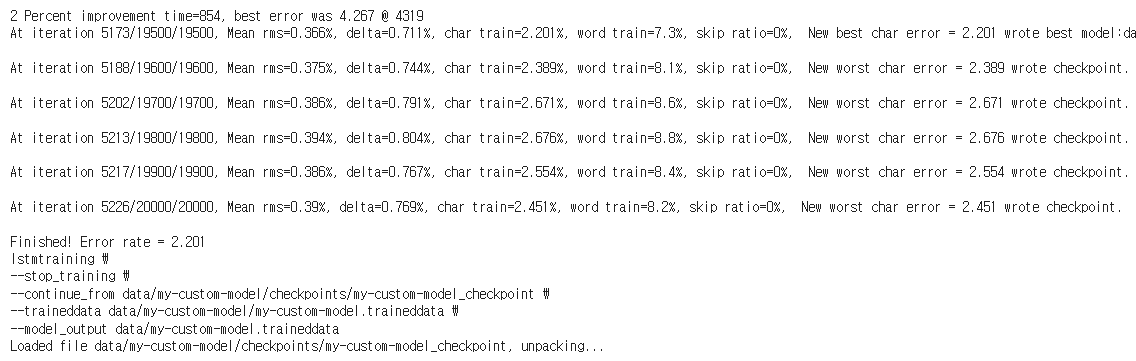 2 Percent improvement time=854, best error was 4.267 @ 4319
At iteration 5173/19500/19500, Mean rms=0.366%, delta=0.711%, char train=2.201%, word train=7.3%, skip ratio=0%,  New best char error = 2.201 wrote best model:da
At iteration 5188/19600/19600, Mean rms=0.375%, delta=0.744%, char train=2.389%, word train=8.1%, skip ratio=0%,  New worst char error = 2.389 wrote checkpoint.
At iteration 5202/19700/19700, Mean rms=0.386%, delta=0.791%, char train=2.671%, word train=8.6%, skip ratio=0%,  New worst char error = 2.671 wrote checkpoint.
At iteration 5213/19800/19800, Mean rms=0.394%, delta=0.804%, char train=2.676%, word train=8.8%, skip ratio=0%,  New worst char error = 2.676 wrote checkpoint.
At iteration 5217/19900/19900, Mean rms=0.386%, delta=0.767%, char train=2.554%, word train=8.4%, skip ratio=0%,  New worst char error = 2.554 wrote checkpoint.
At iteration 5226/20000/20000, Mean rms=0.39%, delta=0.769%, char train=2.451%, word train=8.2%, skip ratio=0%,  New worst char error = 2.451 wrote checkpoint.
Finished! Error rate = 2.201
lstmtraining ₩
--stop_training ₩
--continue_from data/my-custom-model/checkpoints/my-custom-model_checkpoint ₩
--traineddata data/my-custom-model/my-custom-model.traineddata ₩
--model_output data/my-custom-model.traineddata
Loaded file data/my-custom-model/checkpoints/my-custom-model_checkpoint, unpacking...